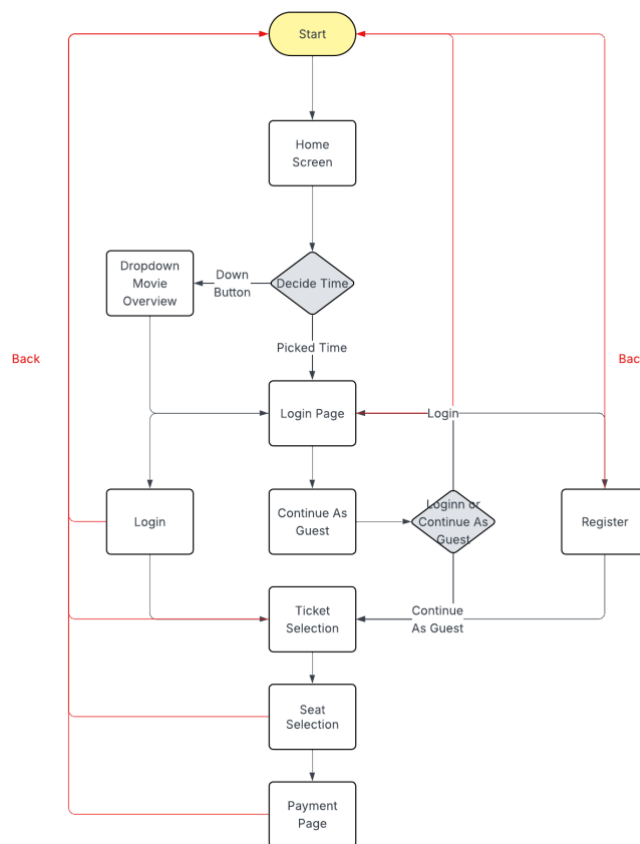 Start
Home
Screen
Decide Time
Down
Button
Dropdown
Movie
Overview
Picked Time
Back
Bac
Login Page
Login
Login
Continue As
Guest
Loginn or
Continue As
Guest
Register
Ticket
Selection
Continue
As Guest
Seat
Selection
Payment
Page